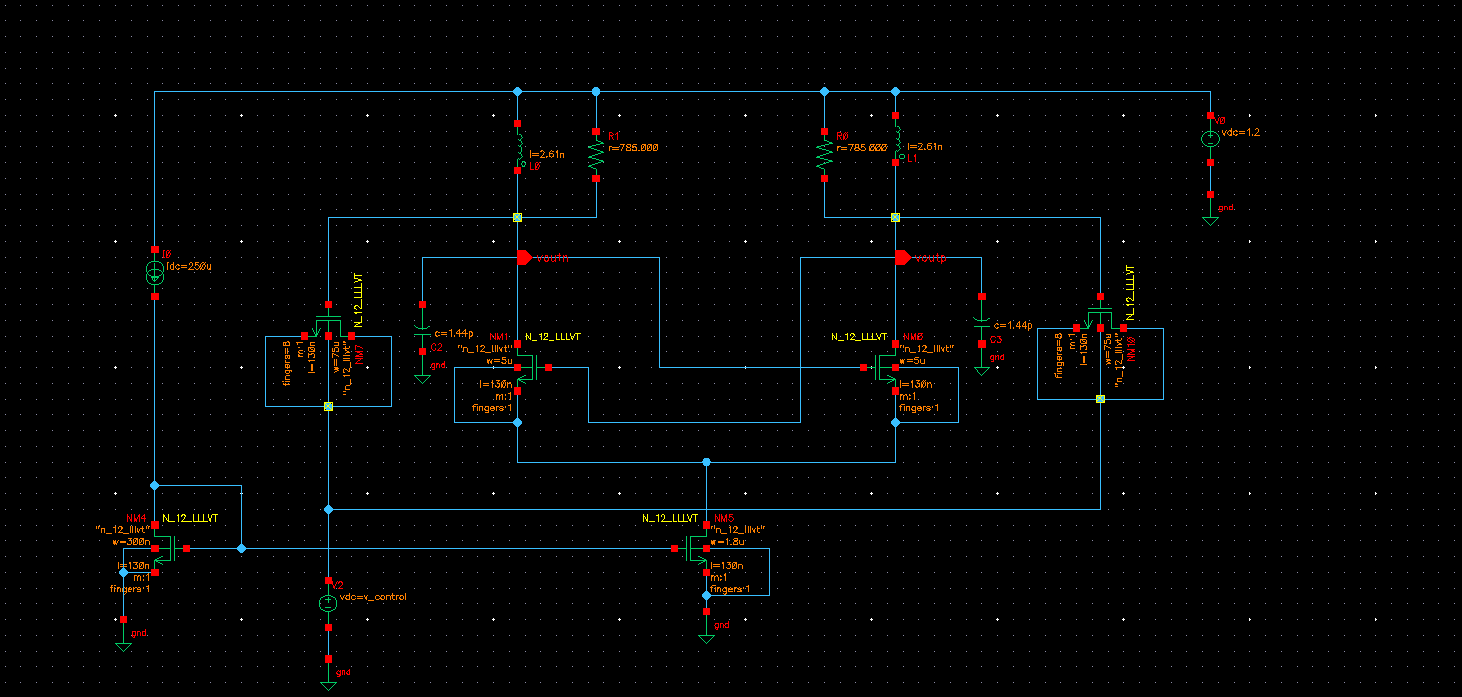 R1
r=785.000
l=2.61n
L0
R0
r=785.000
l=2.61n
L1
V0
vdc=1.2
gnd
I0
idc=250u
N_12_LLLVT
fingers=8
m:1
l=130n
w=75u
"n_12_lllvt"
NM7
c=1.44p
C2
gnd
voutn
NM1
N_12_LLLVT
"n_12_lllvt"
w=5u
l=130n
m:1
fingers:1
voutp
N_12_LLLVT
"n_12_lllvt"
w=5u
l=130n
m:1
fingers:1
c=1.44p
C3
gnd
N_12_LLLVT
fingers=8
m:1
l=130n
w=75u
"n_12_lllvt"
NM10
NM4
N_12_LLLVT
"n_12_lllvt"
w=300n
l=130n
m:1
fingers:1
gnd
V2
vdc=v_control
gnd
N_12_LLLVT
NM5
"n_12_lllvt"
w=1.8u
l=130n
m:1
fingers:1
gnd